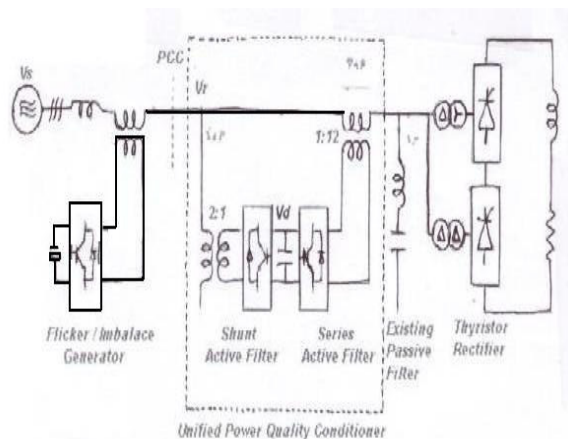 Vs
PCC
Vr
1:12
2:1
Vd
Flicker / Imbalace
Generator
Shunt
Active Filter
Series
Active Filter
Existing
Passive
Filter
Thyristor
Rectifier
Unified Power Quality Conditioner